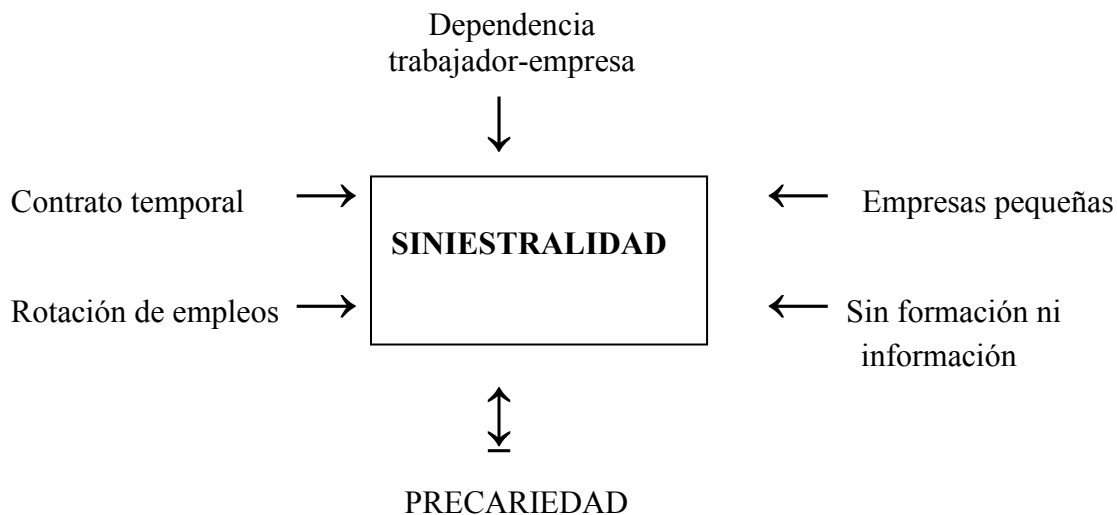 Dependencia
trabajador-empresa
Contrato temporal
Empresas pequeñas
SINIESTRALIDAD
Rotación de empleos
Sin formación ni
información
PRECARIEDAD